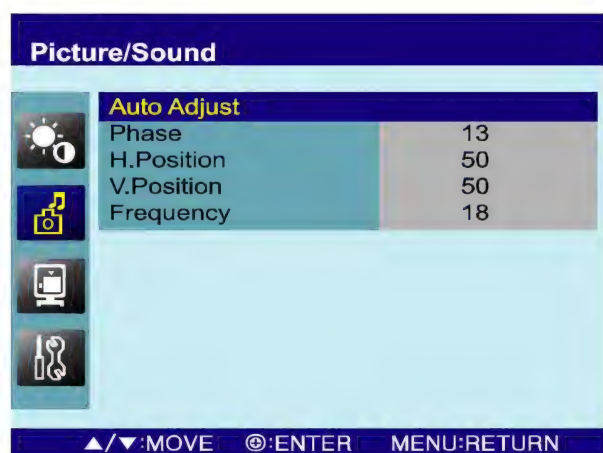 Picture/Sound
Auto Adjust
Phase 13
H.Position 50
V.Position 50
Frequency 18
▲/▼:MOVE ⊕:ENTER MENU:RETURN